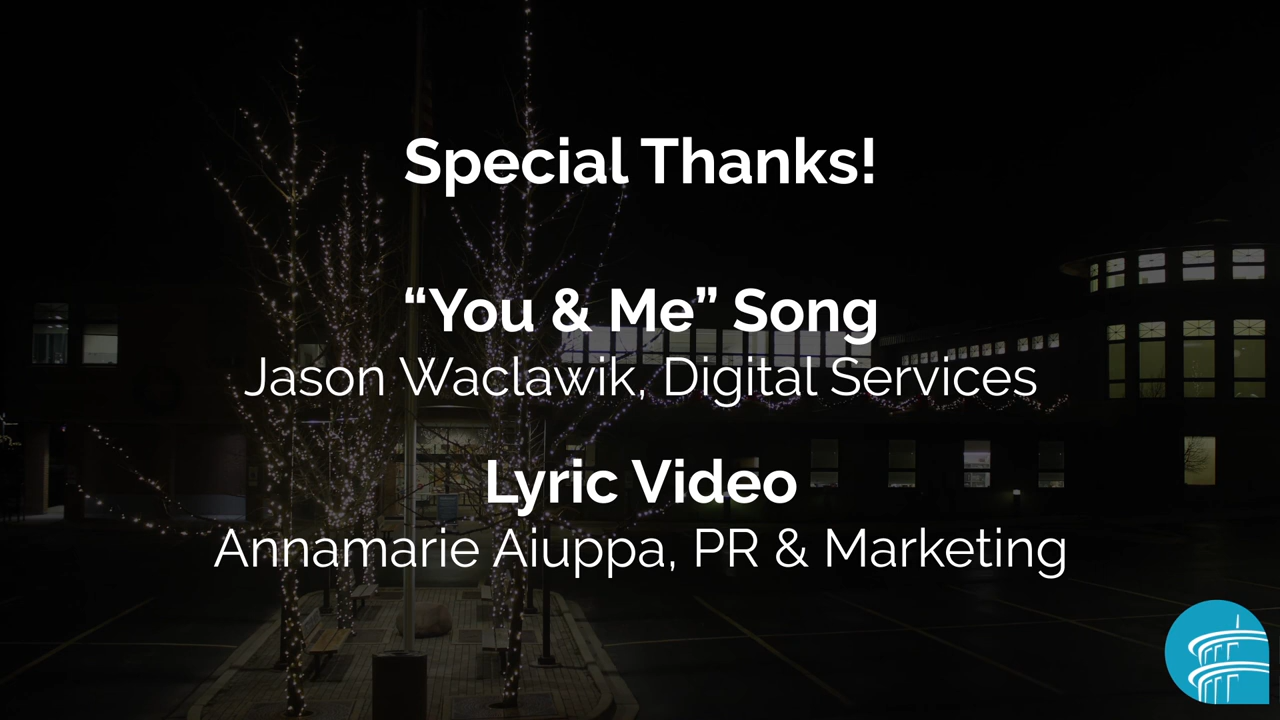 Special Thanks!
“You & Me” Song
Jason Waclawik, Digital Services
Lyric Video
Annamarie Aiuppa, PR & Marketing